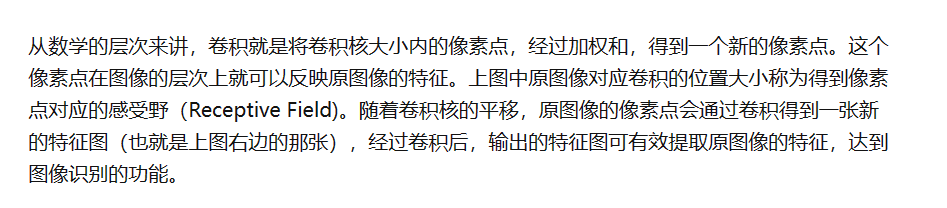 从数学的层次来讲，卷积就是将卷积核大小内的像素点，经过加权和，得到一个新的像素点。这个
像素点在图像的层次上就可以反映原图像的特征。上图中原图像对应卷积的位置大小称为得到像素
点对应的感受野（Receptive Field)。随着卷积核的平移，原图像的像素点会通过卷积得到一张新
的特征图（也就是上图右边的那张），经过卷积后，输出的特征图可有效提取原图像的特征，达到
图像识别的功能。